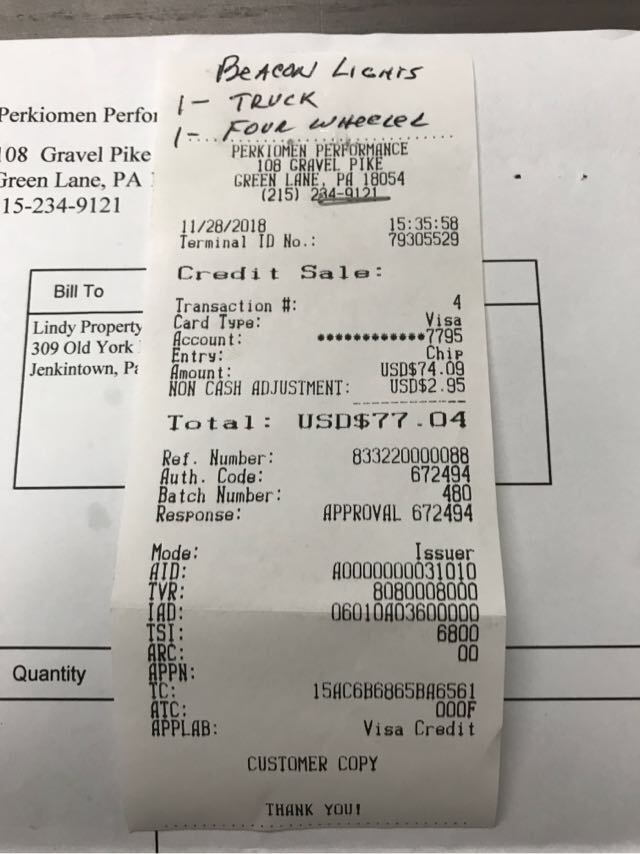 BEACON LIGHTS
1 - TRUCK
1 - FOUR WHEELER
PERKIOMEN PERFORMANCE
108 GRAVEL PIKE
GREEN LANE, PA 18054
(215) 234-9121
11/28/2018 15:35:58
Terminal ID No.: 79305529
Credit Sale:
Transaction #: 4
Card Type: Visa
Account: ************7795
Entry: Chip
Amount: USD$74.09
NON CASH ADJUSTMENT: USD$2.95
Total: USD$77.04
Ref. Number: 833220000088
Auth. Code: 672494
Batch Number: 480
Response: APPROVAL 672494
Mode: Issuer
AID: A0000000031010
TVR: 8080008000
IAD: 06010A03600000
TSI: 6800
ARC: 00
APPN:
TC: 15AC6B6865BA6561
ATC: 000F
APPLAB: Visa Credit
CUSTOMER COPY
THANK YOU!
Perkiomen Perfor
108 Gravel Pike
Green Lane, PA
15-234-9121
Bill To
Lindy Property
309 Old York
Jenkintown, Pa
Quantity